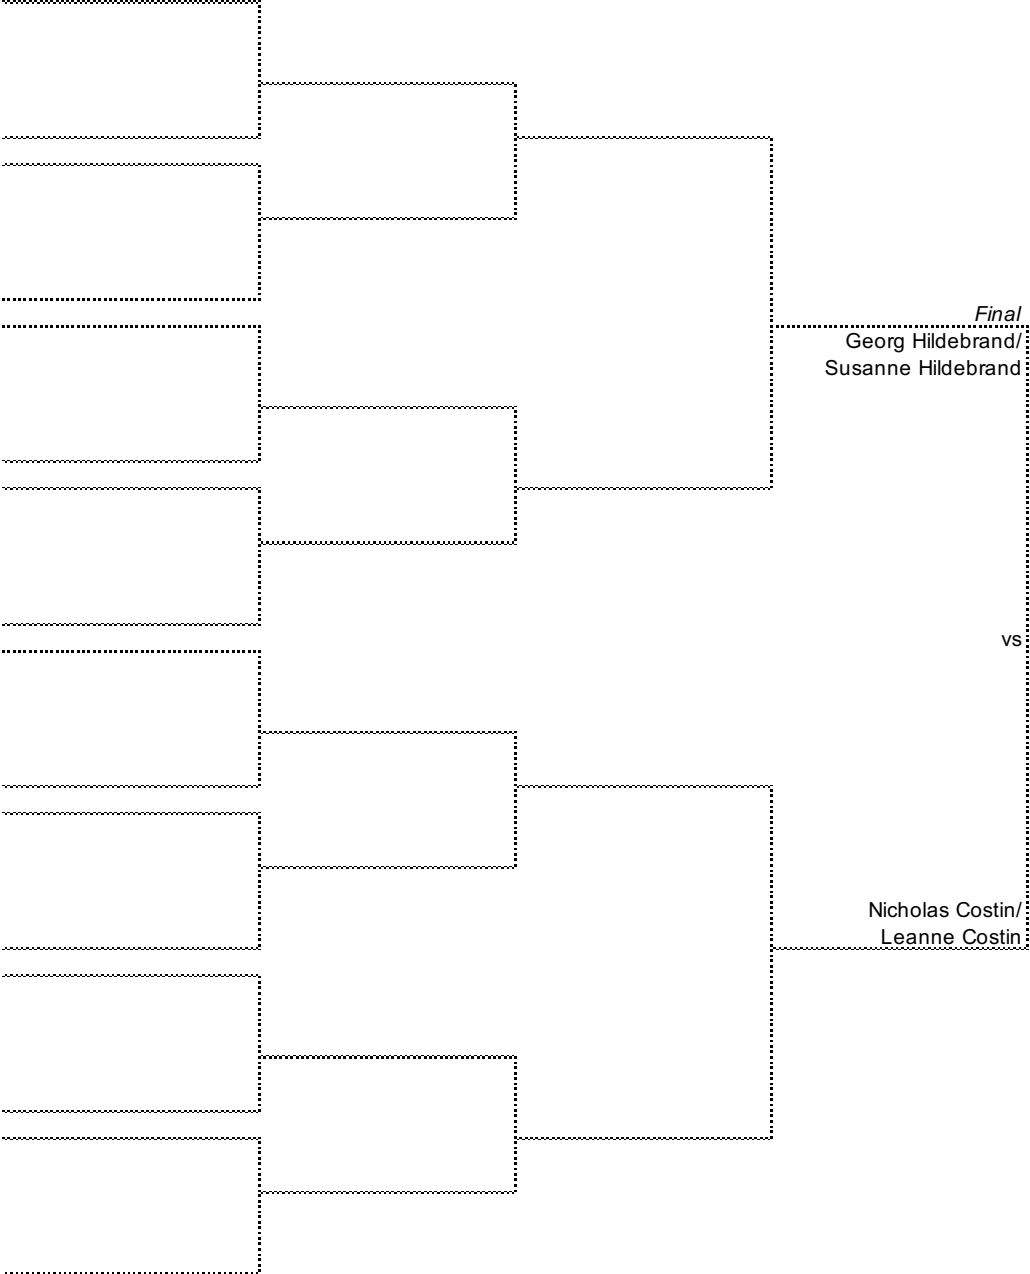 Final
Georg Hildebrand/
Susanne Hildebrand
vs
Nicholas Costin/
Leanne Costin